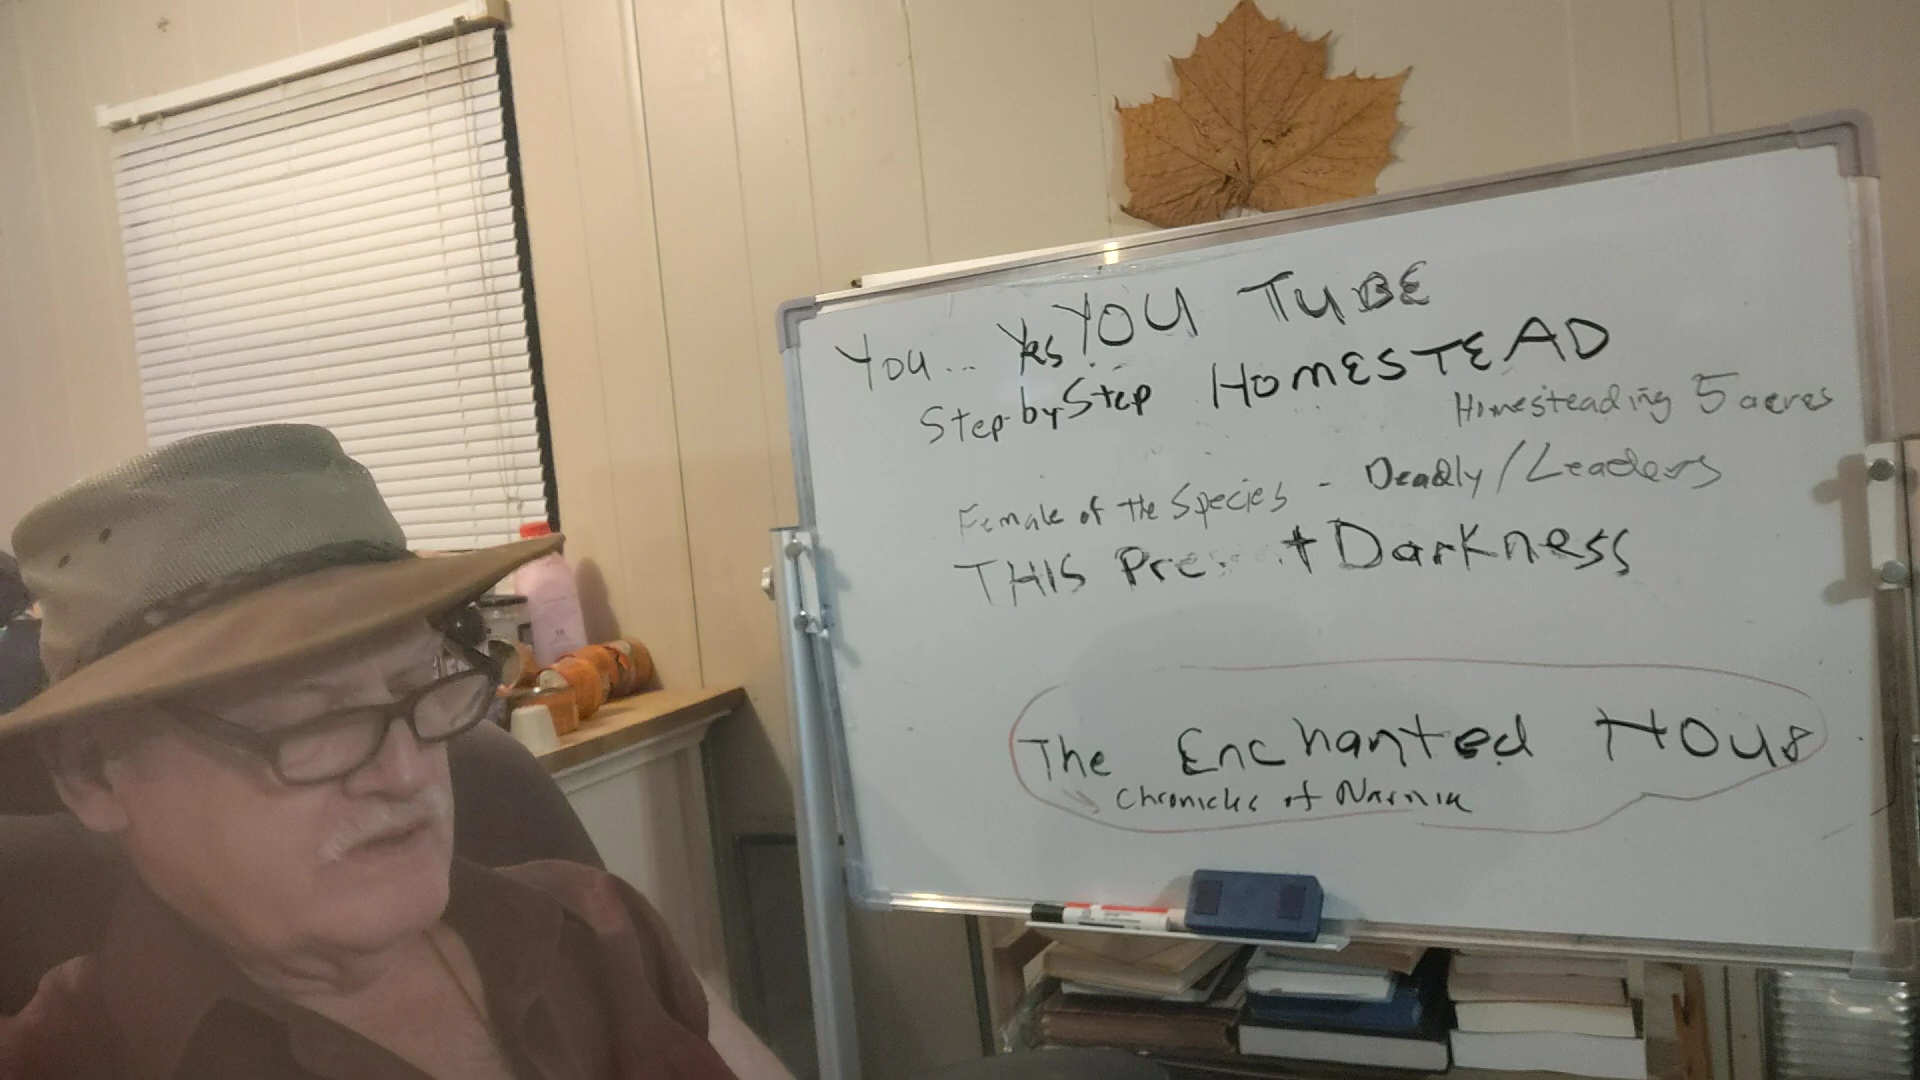 You... Yes YOU TUBE
Step-by Step HOMESTEAD
Homesteading 5 acres
Female of the Species - Deadly/Leaders
THIS Pre t Darkness
The Enchanted HOUR
Chronicles of Narnia